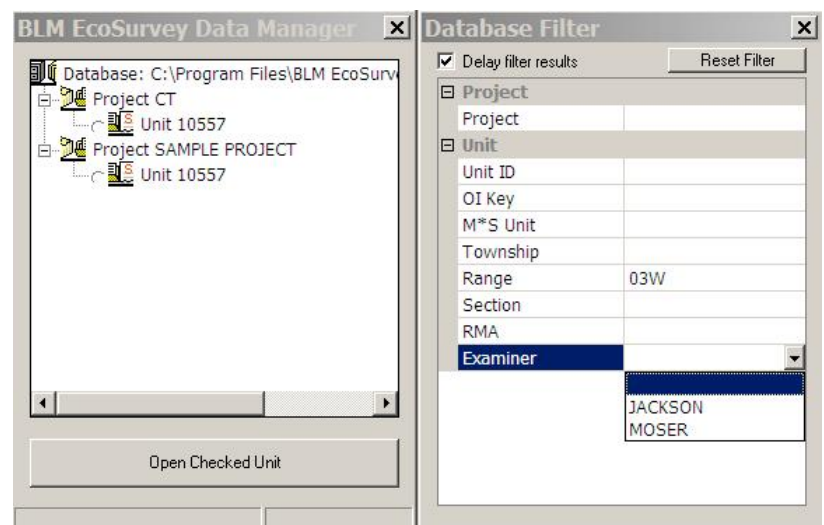 BLM EcoSurvey Data Manager
Database: C:\Program Files\BLM EcoSurv
Project CT
Unit 10557
Project SAMPLE PROJECT
Unit 10557
Open Checked Unit
Database Filter
Delay filter results
Reset Filter
Project
Project
Unit
Unit ID
OI Key
M*S Unit
Township
Range 03W
Section
RMA
Examiner
JACKSON
MOSER